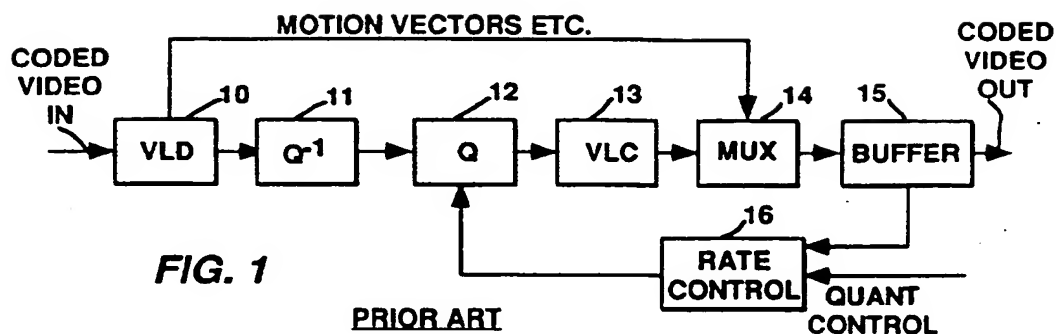 MOTION VECTORS ETC.
CODED
VIDEO
IN
CODED
VIDEO
OUT
10
11
12
13
14
15
VLD
Q-1
Q
VLC
MUX
BUFFER
16
RATE
CONTROL
QUANT
CONTROL
FIG. 1
PRIOR ART